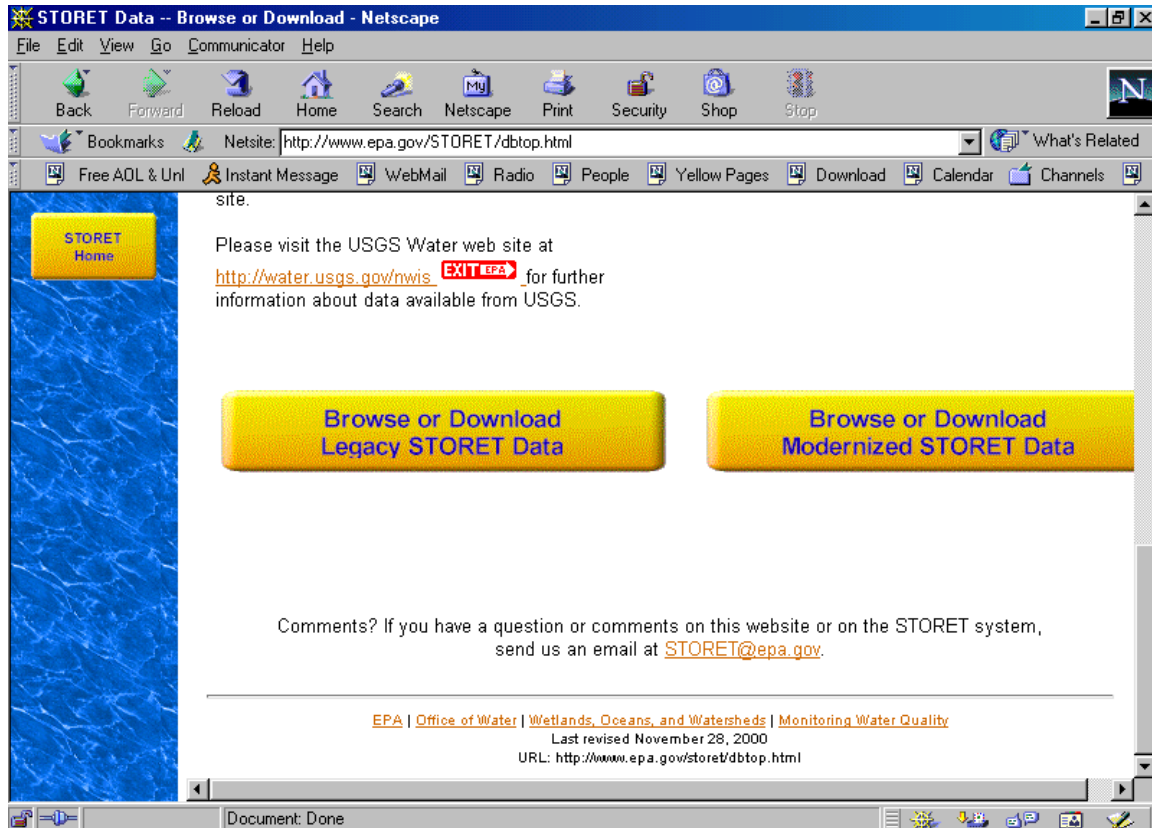 STORET Data -- Browse or Download - Netscape
File Edit View Go Communicator Help
My
Back Forward Reload Home Search Netscape Print Security Shop Stop
N
Bookmarks Netsite: http://www.epa.gov/STORET/dbtop.html What's Related
Free AOL & Unl Instant Message WebMail Radio People Yellow Pages Download Calendar Channels
site.
STORET
Home
Please visit the USGS Water web site at
http://water.usgs.gov/nwis EXIT EPA for further
information about data available from USGS.
Browse or Download
Legacy STORET Data
Browse or Download
Modernized STORET Data
Comments? If you have a question or comments on this website or on the STORET system,
send us an email at STORET@epa.gov.
EPA | Office of Water | Wetlands, Oceans, and Watersheds | Monitoring Water Quality
Last revised November 28, 2000
URL: http://www.epa.gov/storet/dbtop.html
Document: Done